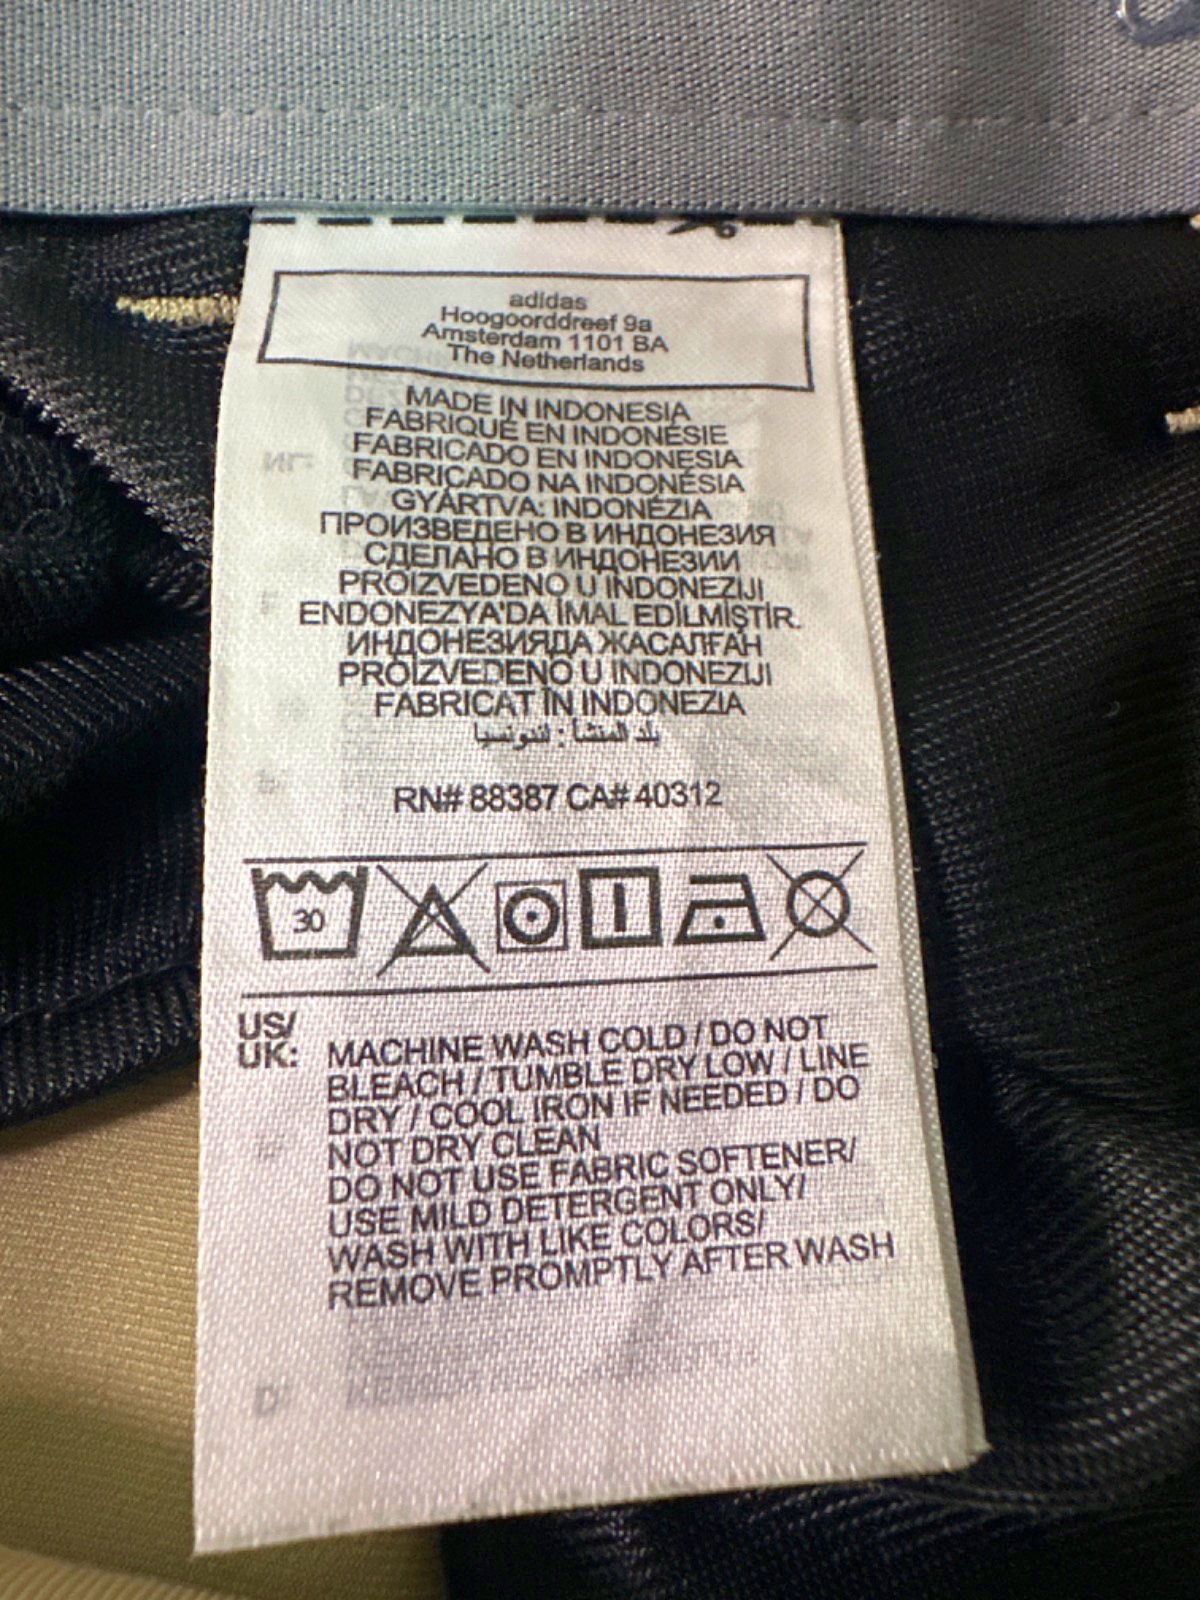 adidas
Hoogoorddreef 9a
Amsterdam 1101 BA
The Netherlands
MADE IN INDONESIA
FABRIQUÉ EN INDONÉSIE
FABRICADO EN INDONESIA
FABRICADO NA INDONÉSIA
GYÁRTVA: INDONÉZIA
ПРОИЗВЕДЕНО В ИНДОНЕЗИЯ
СДЕЛАНО В ИНДОНЕЗИИ
PROIZVEDENO U INDONEZIJI
ENDONEZYA'DA İMAL EDİLMİŞTİR.
ИНДОНЕЗИЯДА ЖАСАЛҒАН
PROIZVEDENO U INDONEZIJI
FABRICAT ÎN INDONEZIA
بلد المنشأ : اندونسيا
RN# 88387 CA# 40312
30
US/
UK: MACHINE WASH COLD / DO NOT
BLEACH / TUMBLE DRY LOW / LINE
DRY / COOL IRON IF NEEDED / DO
NOT DRY CLEAN
DO NOT USE FABRIC SOFTENER/
USE MILD DETERGENT ONLY/
WASH WITH LIKE COLORS/
REMOVE PROMPTLY AFTER WASH